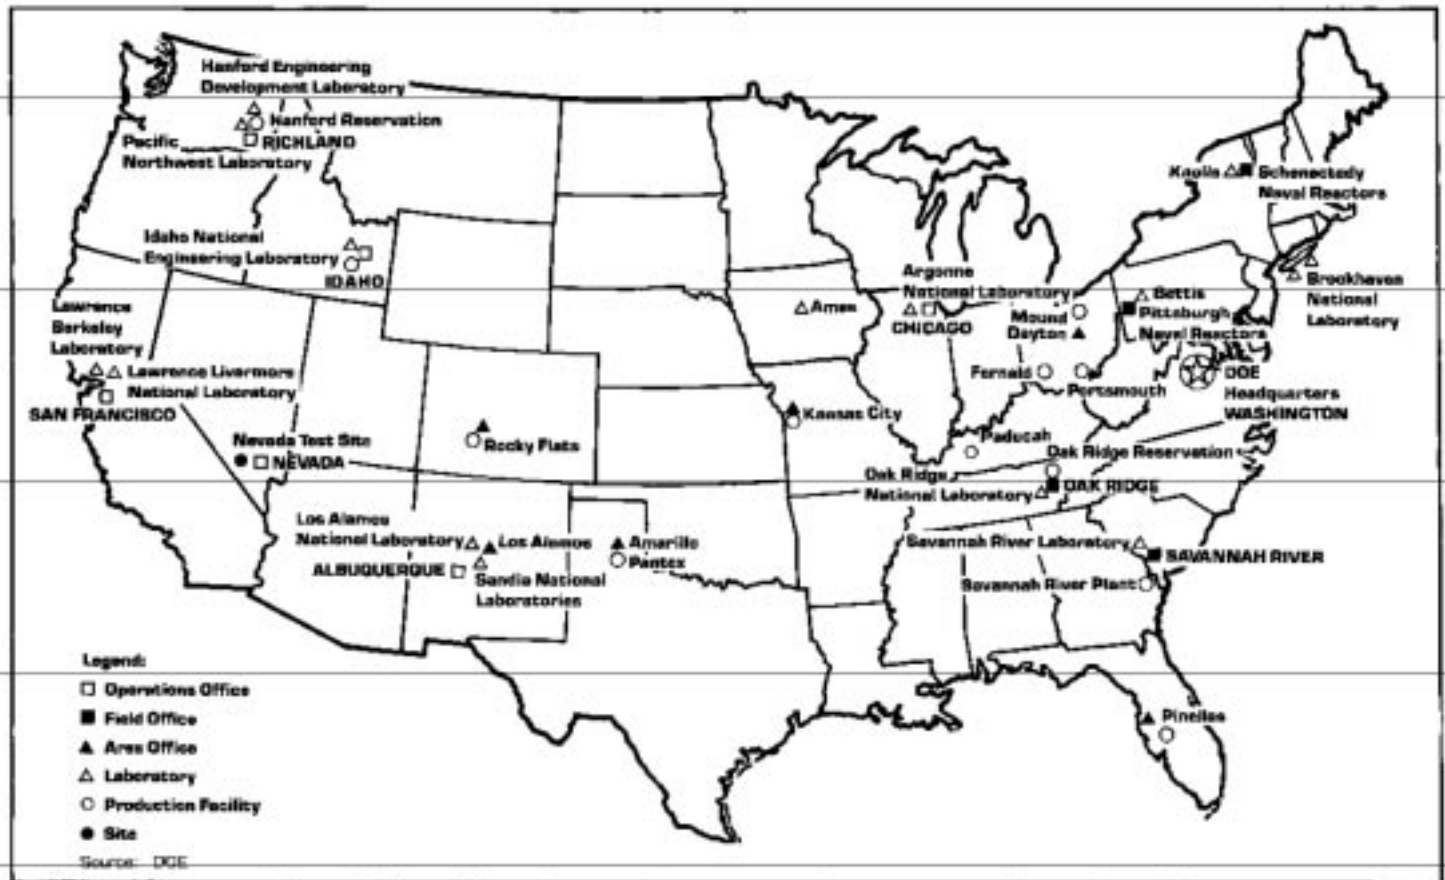 Hanford Engineering
Development Laboratory
Hanford Reservation
RICHLAND
Pacific
Northwest Laboratory
Idaho National
Engineering Laboratory
IDAHO
Lawrence
Berkeley
Laboratory
Lawrence Livermore
National Laboratory
SAN FRANCISCO
Nevada Test Site
NEVADA
Rocky Flats
Los Alamos
National Laboratory
Los Alamos
ALBUQUERQUE
Sandia National
Laboratories
Amarillo
Pantex
Kansas City
Ames
Argonne
National Laboratory
CHICAGO
Mound
Dayton
Fernald
Portsmouth
Paducah
Bettis
Pittsburgh
Naval Reactors
Schenectady
Naval Reactors
Brookhaven
National
Laboratory
DOE
Headquarters
WASHINGTON
Oak Ridge Reservation
Oak Ridge
National Laboratory
OAK RIDGE
Savannah River Laboratory
SAVANNAH RIVER
Savannah River Plant
Pinellas
Legend:
Operations Office
Field Office
Area Office
Laboratory
Production Facility
Site
Source: DOE